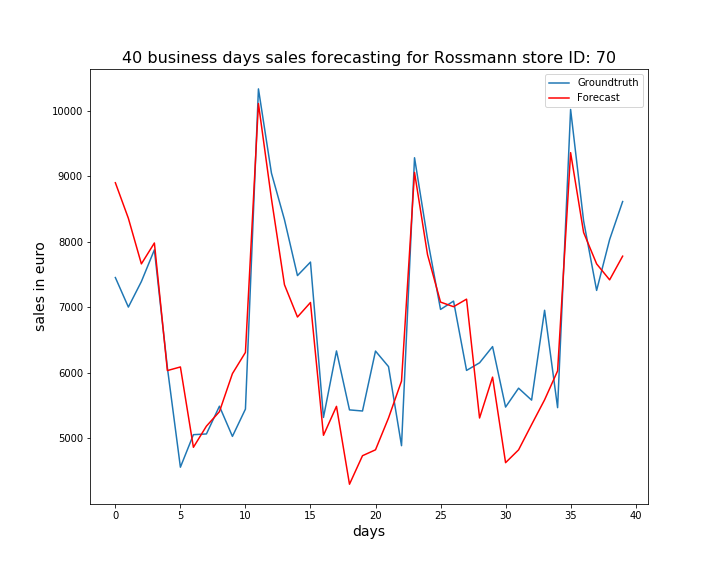 40 business days sales forecasting for Rossmann store ID: 70
Groundtruth
Forecast
10000
9000
8000
7000
6000
5000
sales in euro
0 5 10 15 20 25 30 35 40
days